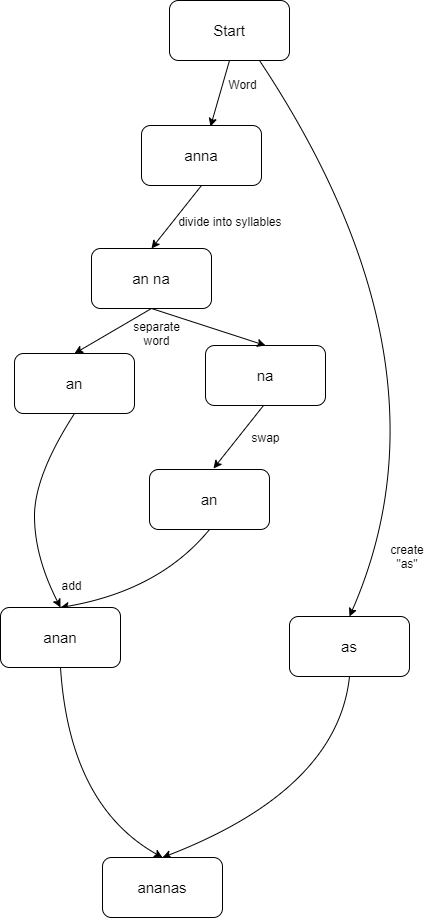 Start
Word
anna
divide into syllables
an na
separate
word
an
na
swap
an
create
"as"
add
anan
as
ananas